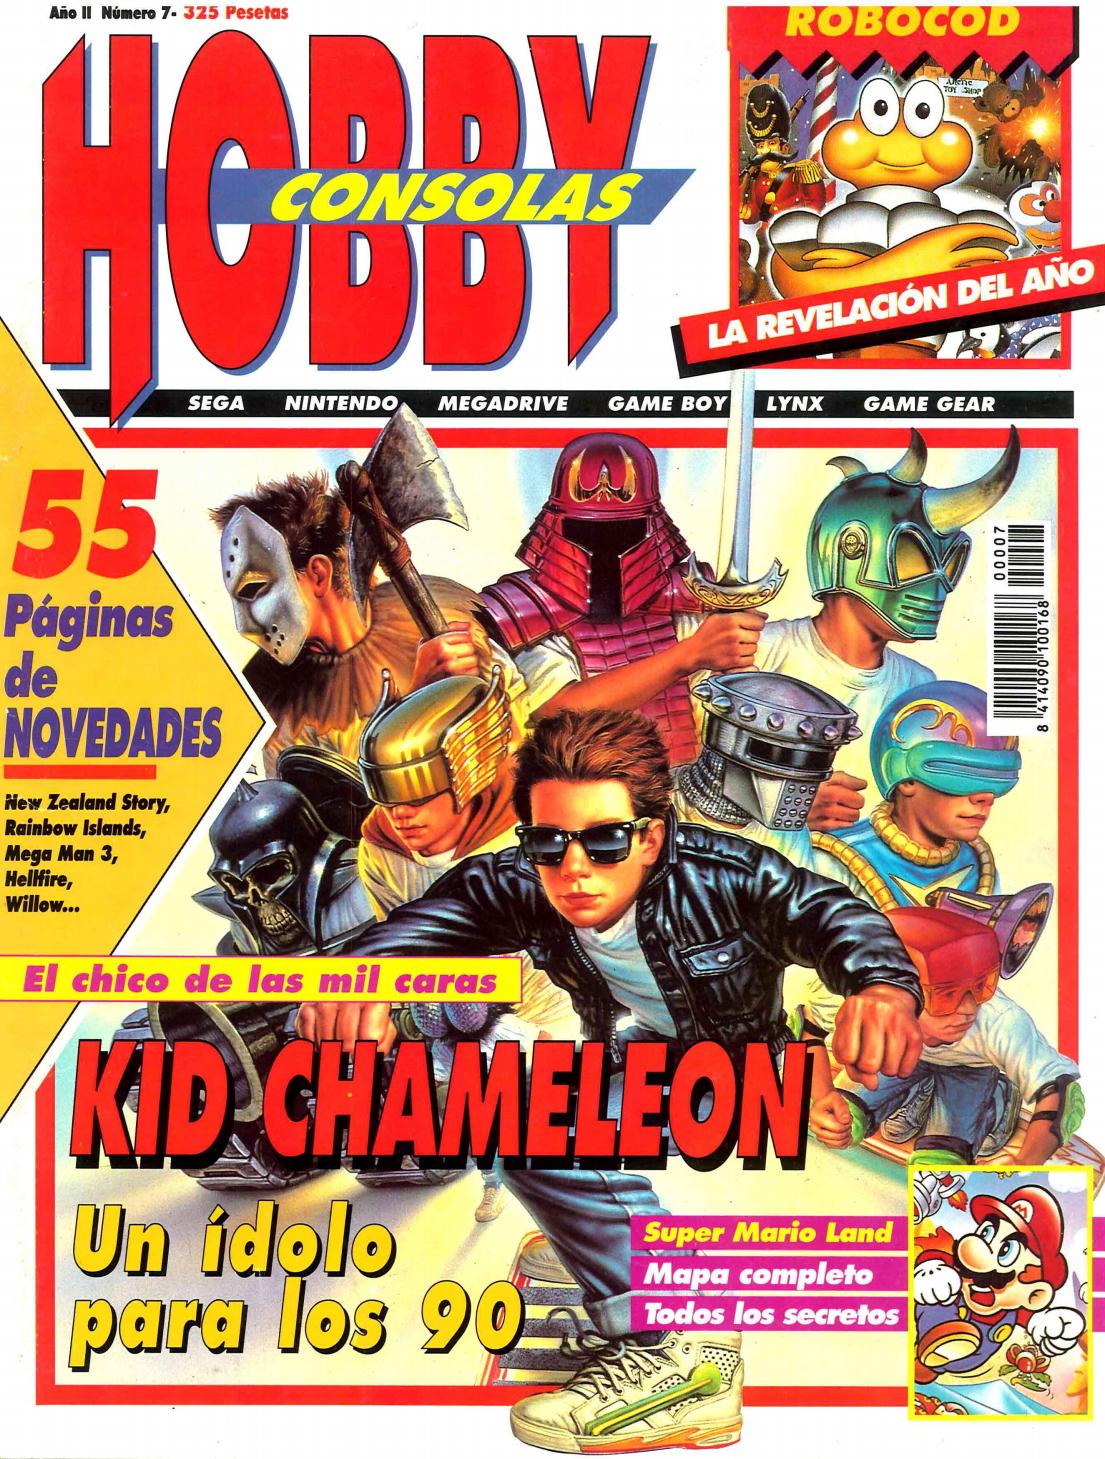 Año II Número 7- 325 Pesetas
HOBBY
CONSOLAS
ROBOCOD
TOY SHOP
LA REVELACIÓN DEL AÑO
SEGA NINTENDO MEGADRIVE GAME BOY LYNX GAME GEAR
55
Páginas
de
NOVEDADES
New Zealand Story,
Rainbow Islands,
Mega Man 3,
Hellfire,
Willow...
00007
8 414090 100168
El chico de las mil caras
KID CHAMELEON
Un ídolo
para los 90
Super Mario Land
Mapa completo
Todos los secretos
M